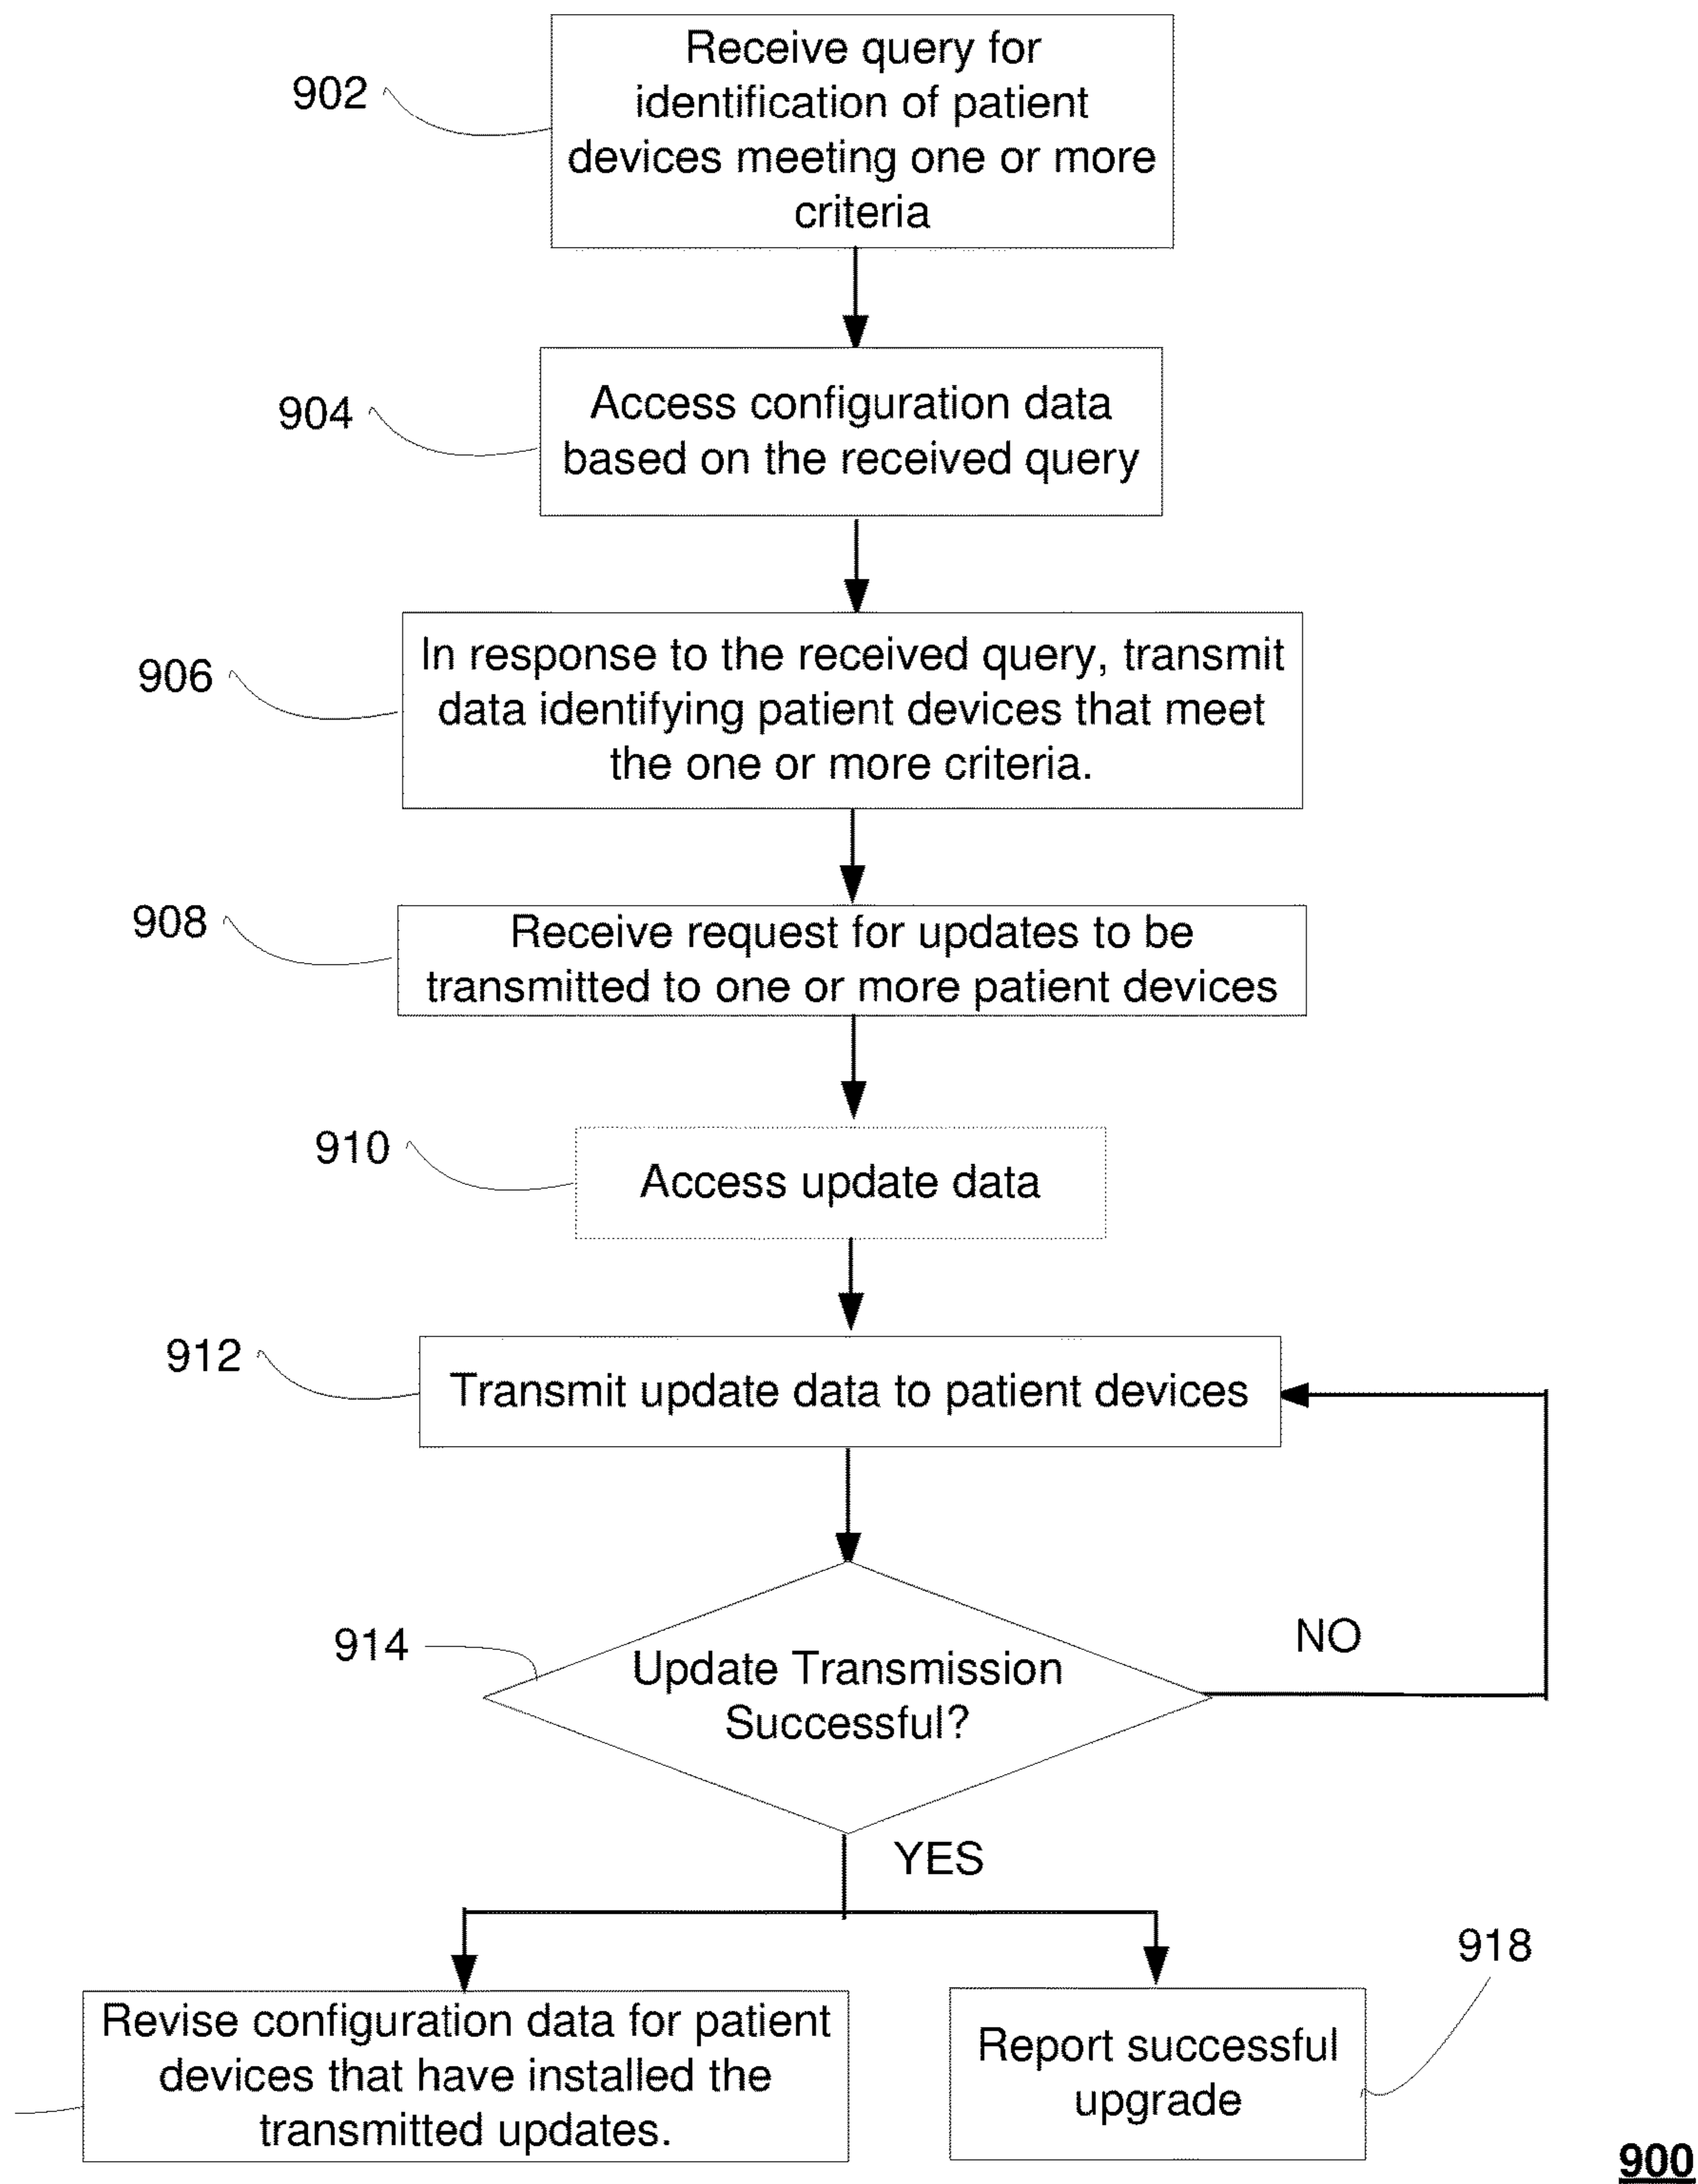 902
Receive query for
identification of patient
devices meeting one or more
criteria
904
Access configuration data
based on the received query
906
In response to the received query, transmit
data identifying patient devices that meet
the one or more criteria.
908
Receive request for updates to be
transmitted to one or more patient devices
910
Access update data
912
Transmit update data to patient devices
914
Update Transmission
Successful?
NO
YES
918
Revise configuration data for patient
devices that have installed the
transmitted updates.
Report successful
upgrade
900